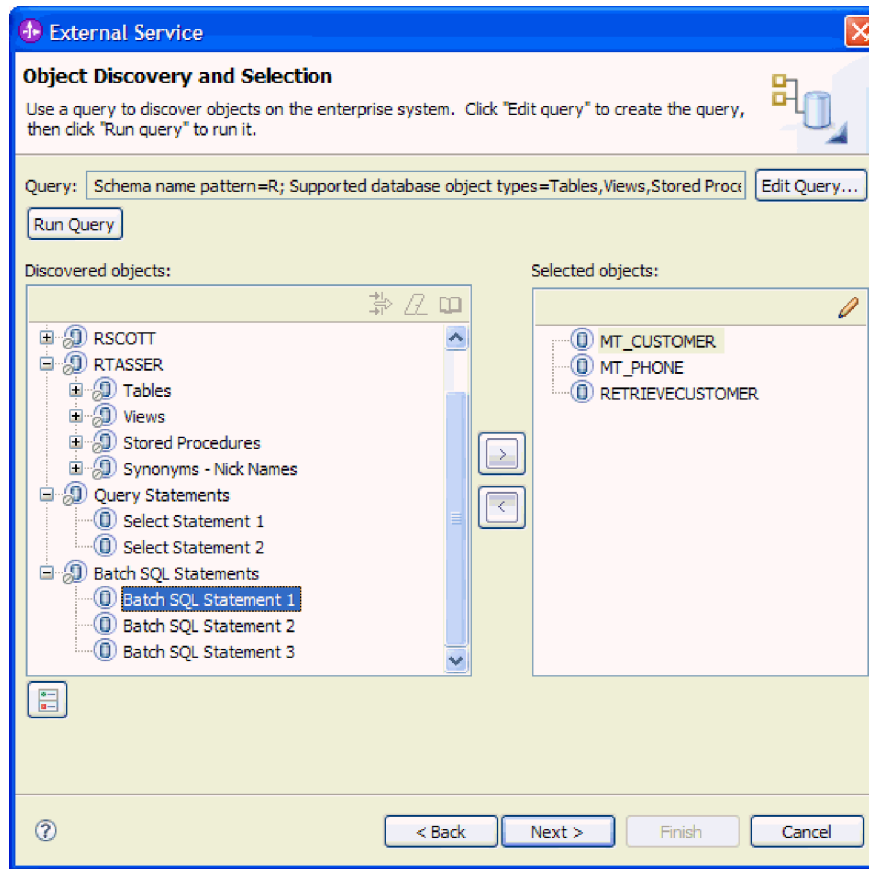 External Service
Object Discovery and Selection
Use a query to discover objects on the enterprise system. Click "Edit query" to create the query,
then click "Run query" to run it.
Query: Schema name pattern=R; Supported database object types=Tables,Views,Stored Proce Edit Query...
Run Query
Discovered objects:
Selected objects:
RSCOTT
RTASSER
Tables
Views
Stored Procedures
Synonyms - Nick Names
Query Statements
Select Statement 1
Select Statement 2
Batch SQL Statements
Batch SQL Statement 1
Batch SQL Statement 2
Batch SQL Statement 3
MT_CUSTOMER
MT_PHONE
RETRIEVECUSTOMER
> 
<
? < Back Next > Finish Cancel